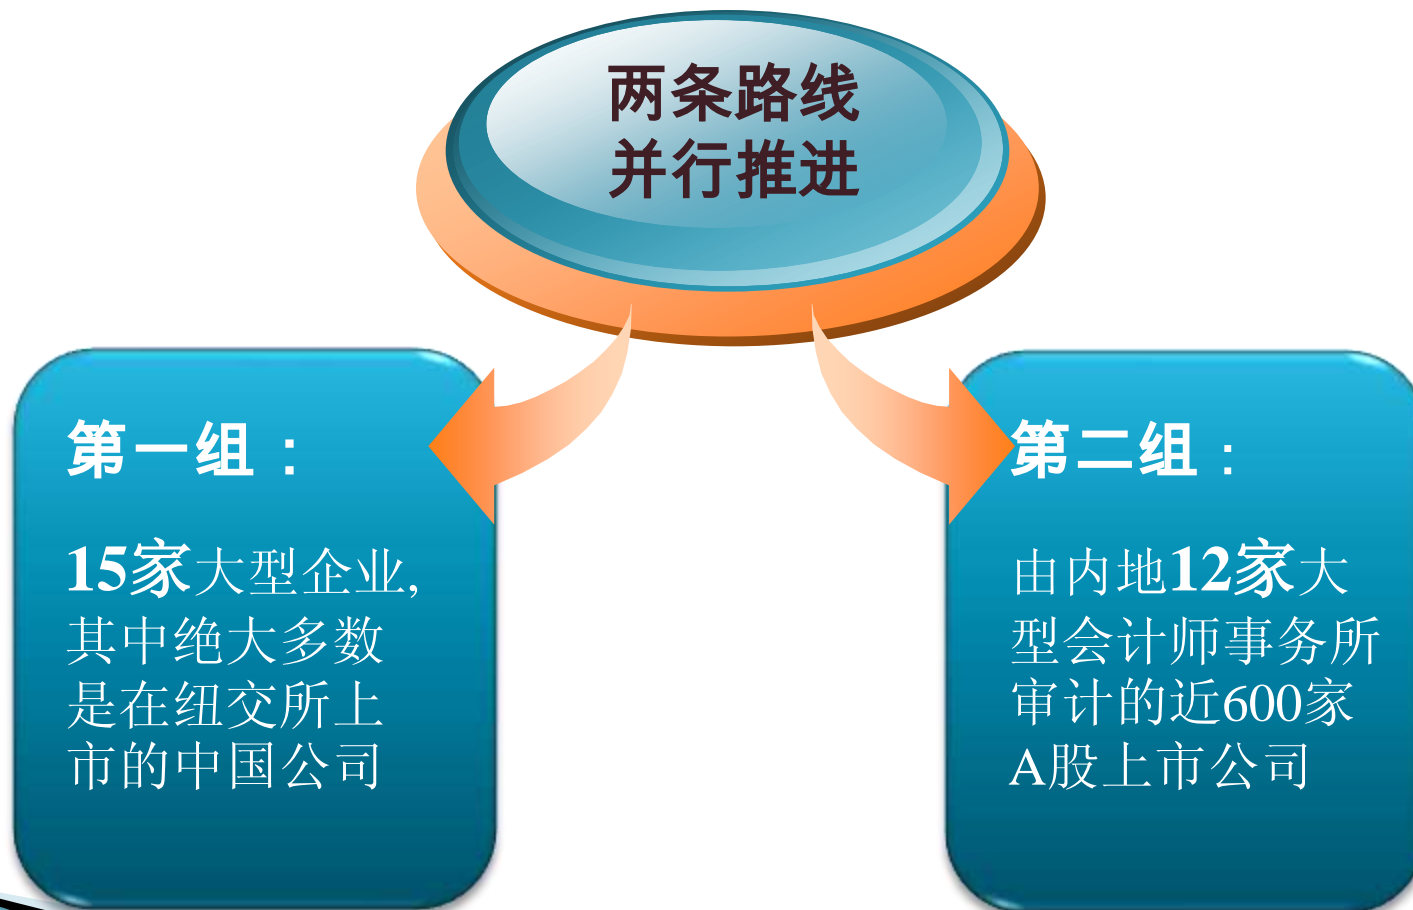 两条路线
并行推进
第一组：
15家大型企业,
其中绝大多数
是在纽交所上
市的中国公司
第二组：
由内地12家大
型会计师事务所
审计的近600家
A股上市公司